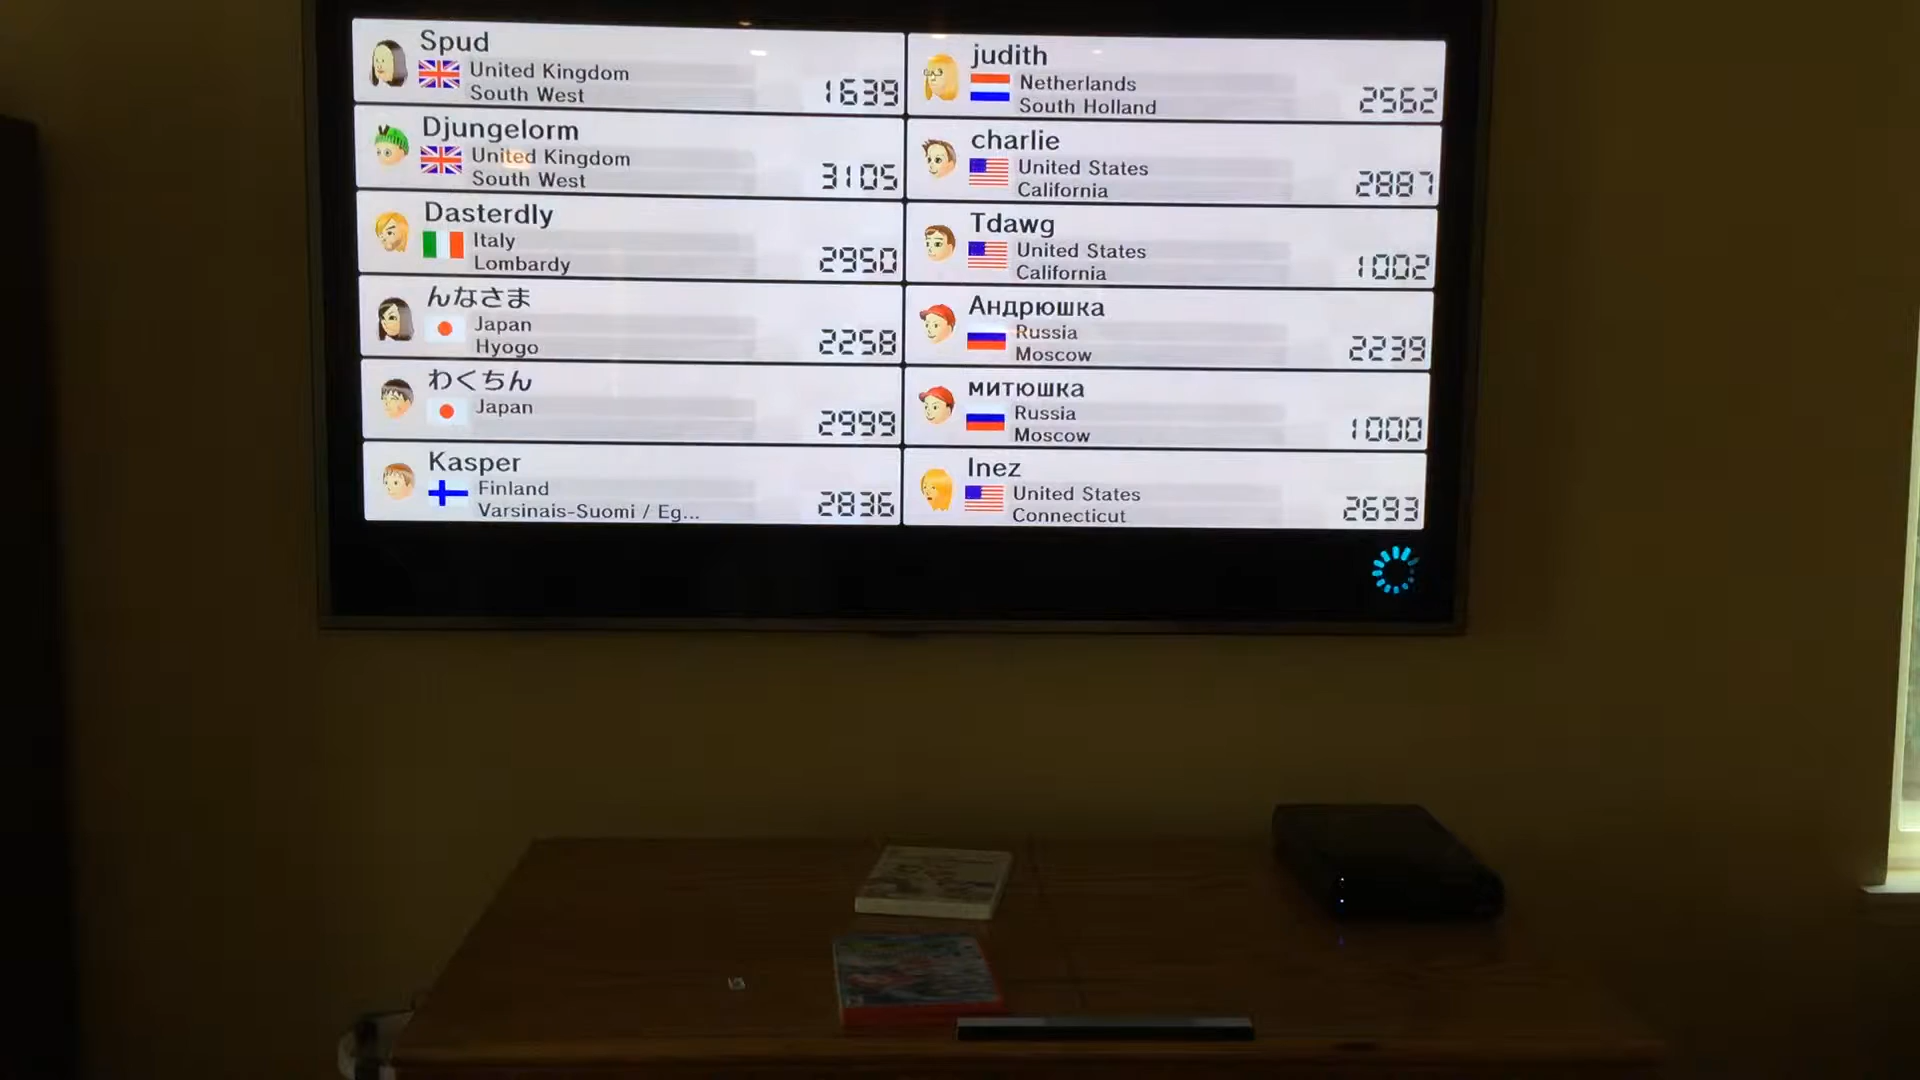 Spud
United Kingdom
South West
1639
Djungelorm
United Kingdom
South West
3105
Dasterdly
Italy
Lombardy
2950
んなさま
Japan
Hyogo
2258
わくちん
Japan
2999
Kasper
Finland
Varsinais-Suomi / Eg...
2836
judith
Netherlands
South Holland
2562
charlie
United States
California
2887
Tdawg
United States
California
1002
Андрюшка
Russia
Moscow
2239
митюшка
Russia
Moscow
1000
Inez
United States
Connecticut
2693